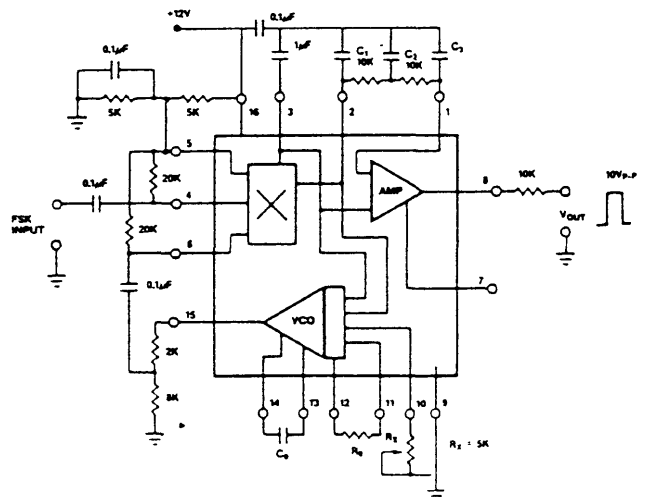 +12V
0.1μF
0.1μF
1μF
C1
10K
C2
10K
C3
5K
5K
16
3
2
1
5
20K
0.1μF
4
AMP
8
10K
10VP-P
FSK
INPUT
20K
6
VOUT
7
0.1μF
15
VCO
2K
8K
14
13
12
11
10
9
C0
R0
RX
RX = 5K